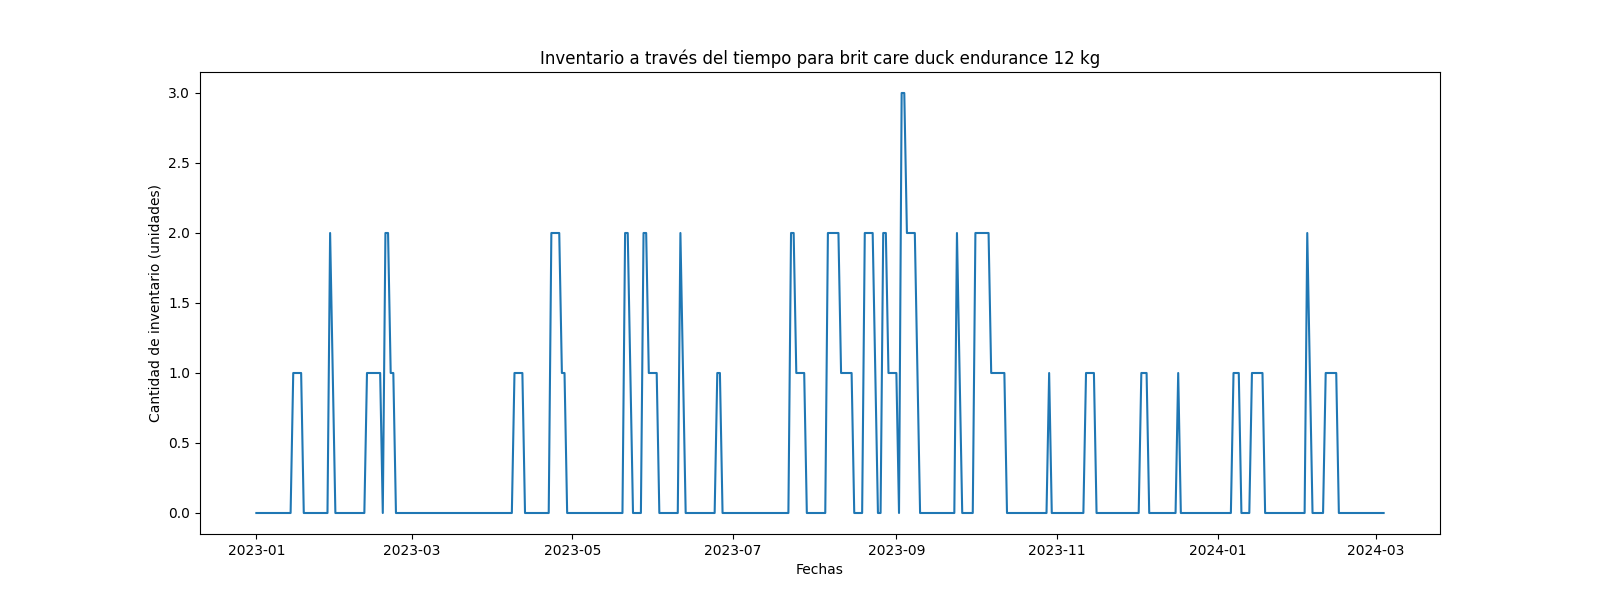 Inventario a través del tiempo para brit care duck endurance 12 kg
Cantidad de inventario (unidades)
3.0
2.5
2.0
1.5
1.0
0.5
0.0
2023-01 2023-03 2023-05 2023-07 2023-09 2023-11 2024-01 2024-03
Fechas